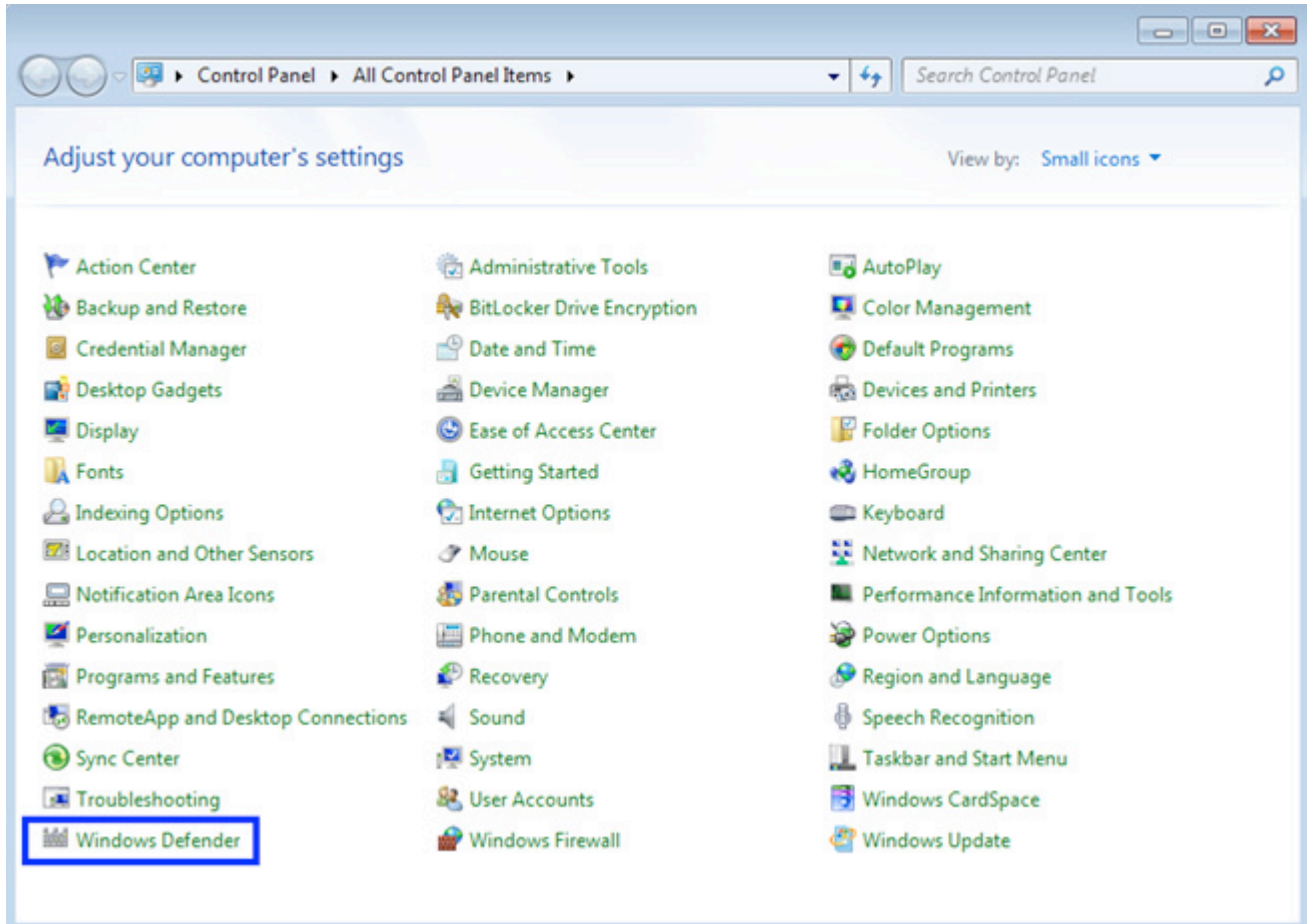 Control Panel All Control Panel Items Search Control Panel
Adjust your computer's settings View by: Small icons
Action Center Administrative Tools AutoPlay
Backup and Restore BitLocker Drive Encryption Color Management
Credential Manager Date and Time Default Programs
Desktop Gadgets Device Manager Devices and Printers
Display Ease of Access Center Folder Options
Fonts Getting Started HomeGroup
Indexing Options Internet Options Keyboard
Location and Other Sensors Mouse Network and Sharing Center
Notification Area Icons Parental Controls Performance Information and Tools
Personalization Phone and Modem Power Options
Programs and Features Recovery Region and Language
RemoteApp and Desktop Connections Sound Speech Recognition
Sync Center System Taskbar and Start Menu
Troubleshooting User Accounts Windows CardSpace
Windows Defender Windows Firewall Windows Update